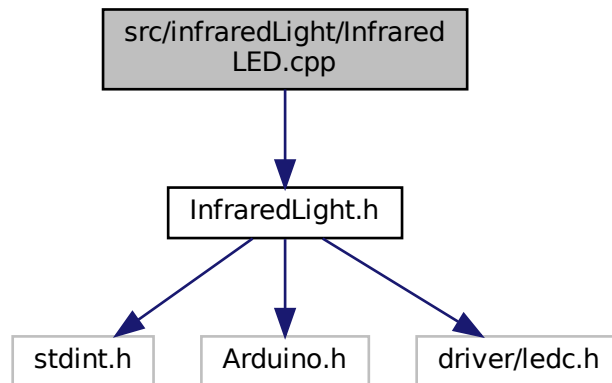 src/infraredLight/Infrared
LED.cpp
InfraredLight.h
stdint.h
Arduino.h
driver/ledc.h